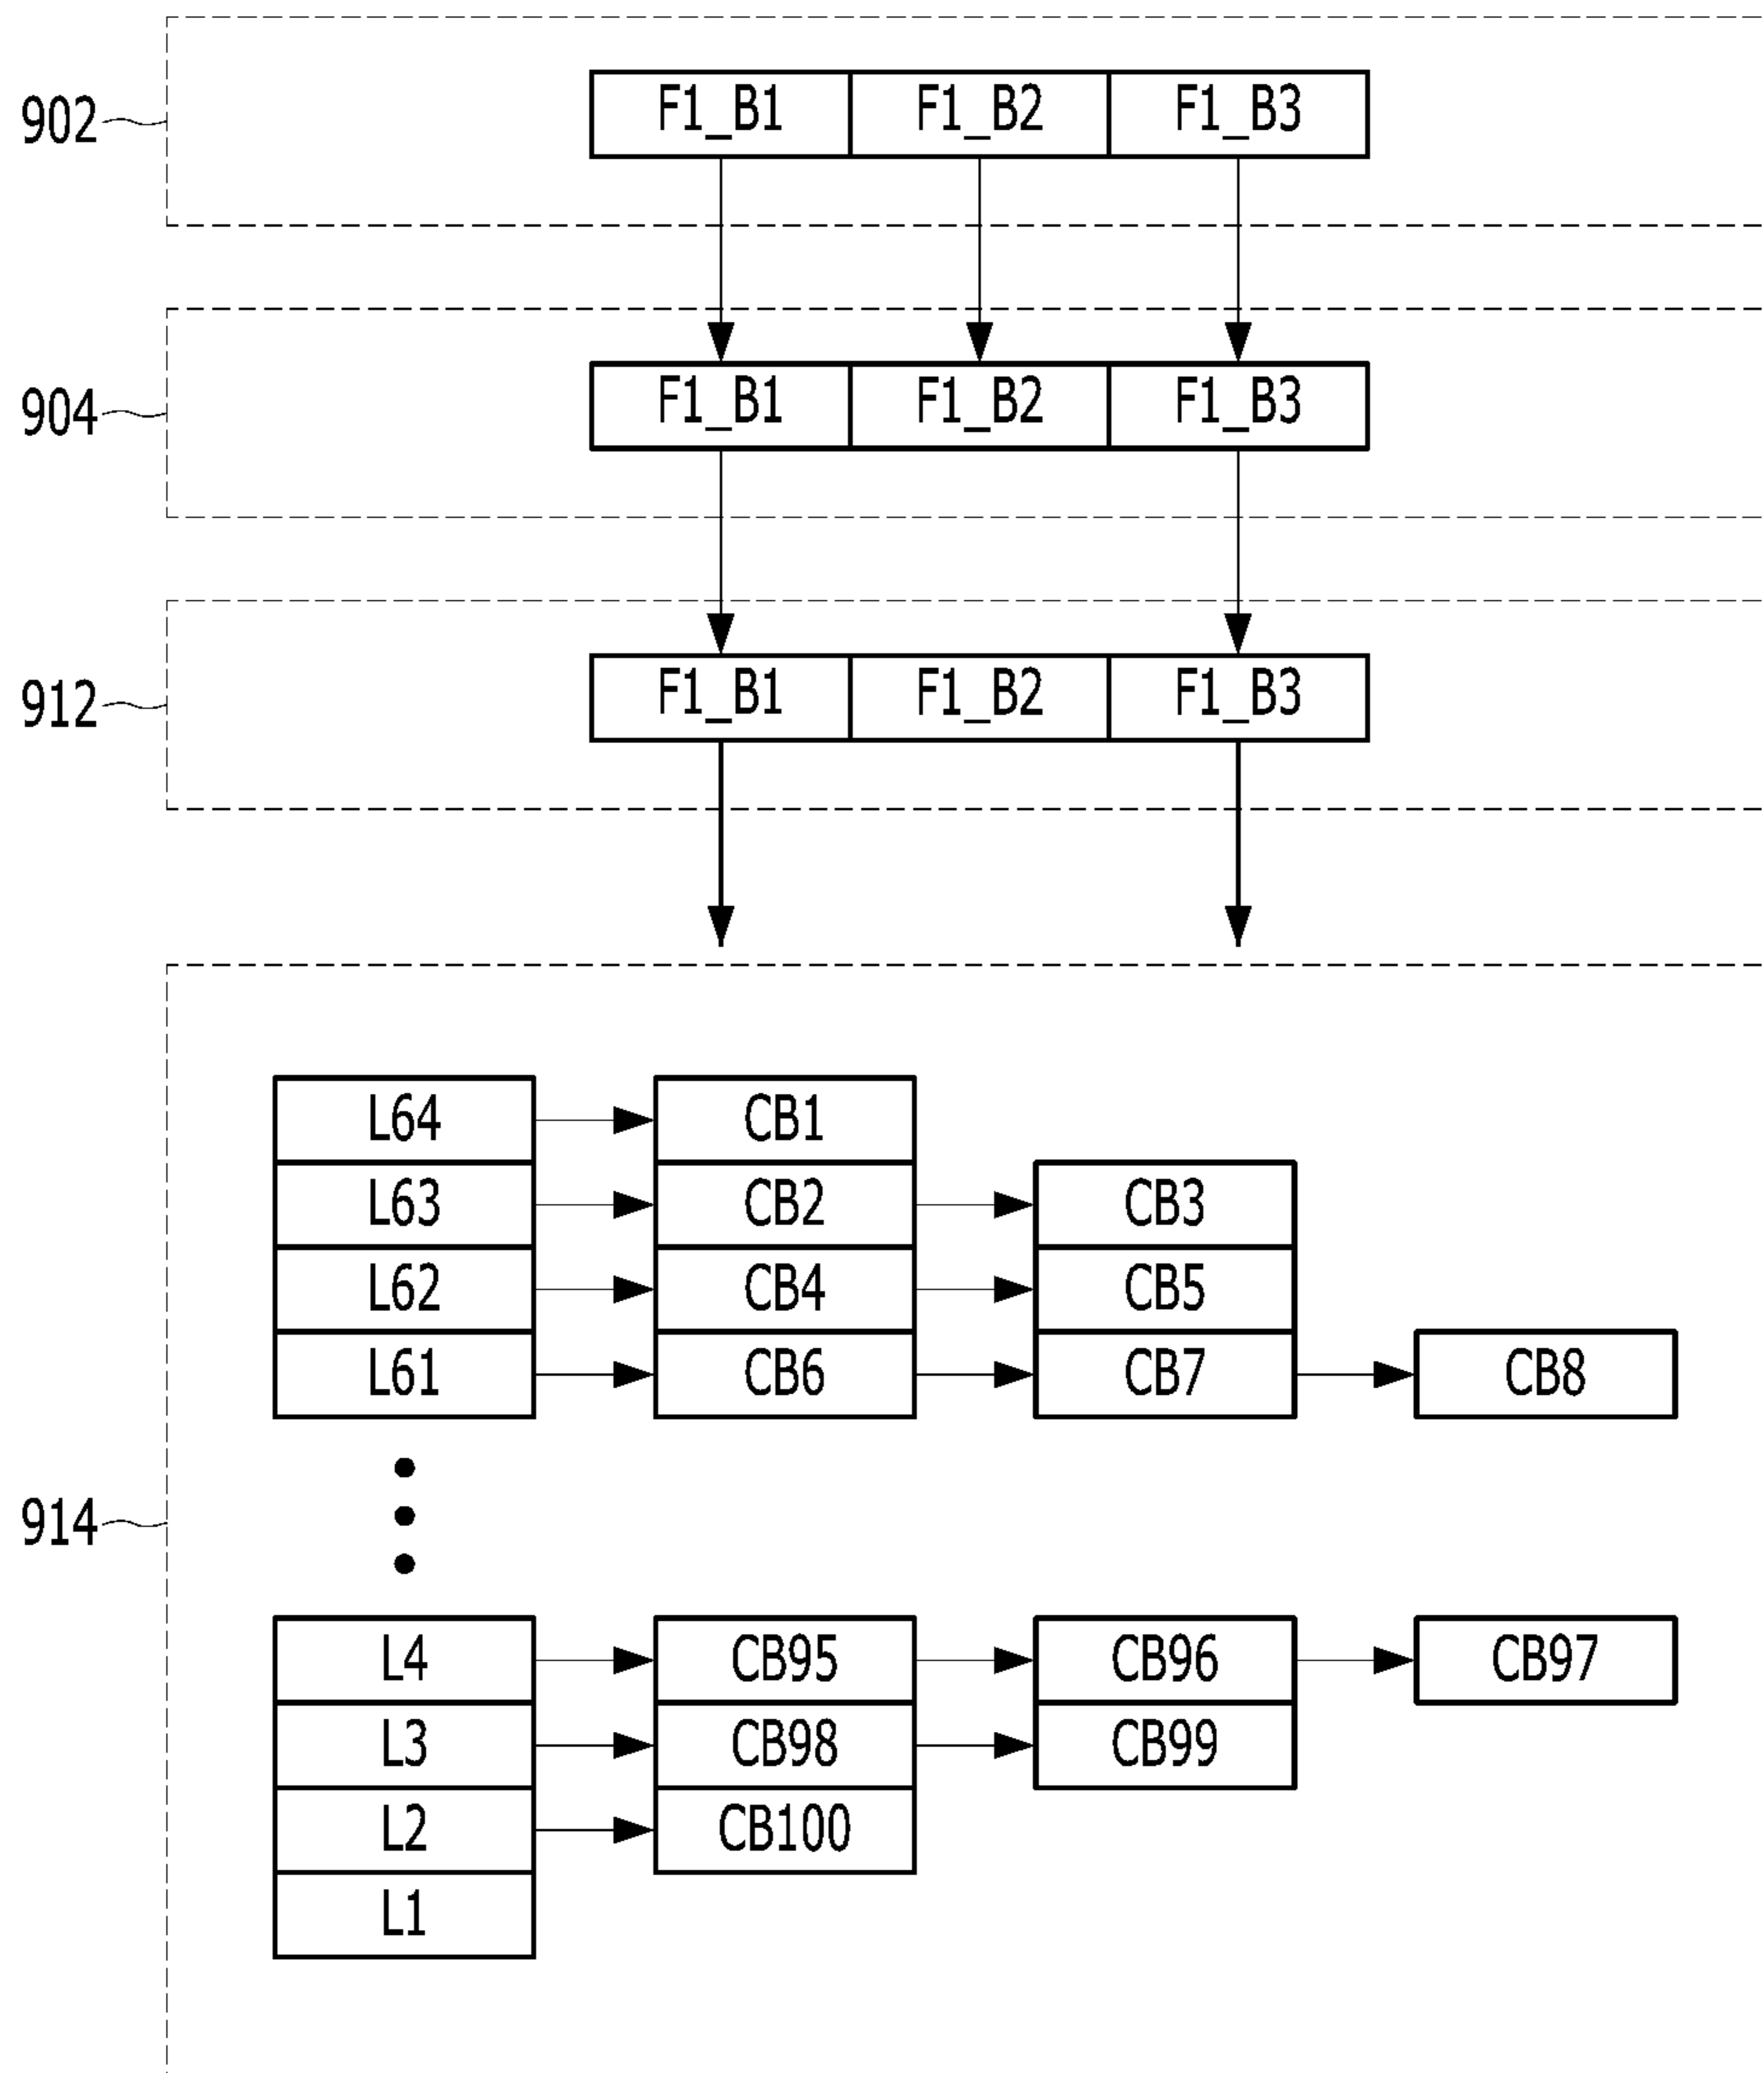 902
F1_B1 F1_B2 F1_B3
904
F1_B1 F1_B2 F1_B3
912
F1_B1 F1_B2 F1_B3
914
L64 CB1
L63 CB2 CB3
L62 CB4 CB5
L61 CB6 CB7 CB8
L4 CB95 CB96 CB97
L3 CB98 CB99
L2 CB100
L1